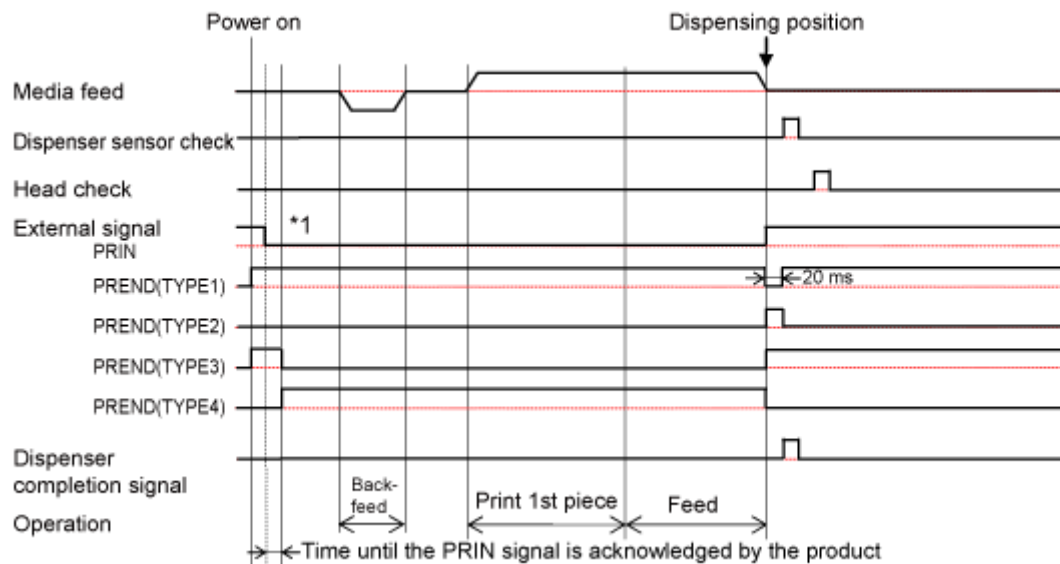 Power on
Dispensing position
Media feed
Dispenser sensor check
Head check
External signal
*1
PRIN
PREND(TYPE1)
20 ms
PREND(TYPE2)
PREND(TYPE3)
PREND(TYPE4)
Dispenser
completion signal
Back-
feed
Print 1st piece
Feed
Operation
Time until the PRIN signal is acknowledged by the product